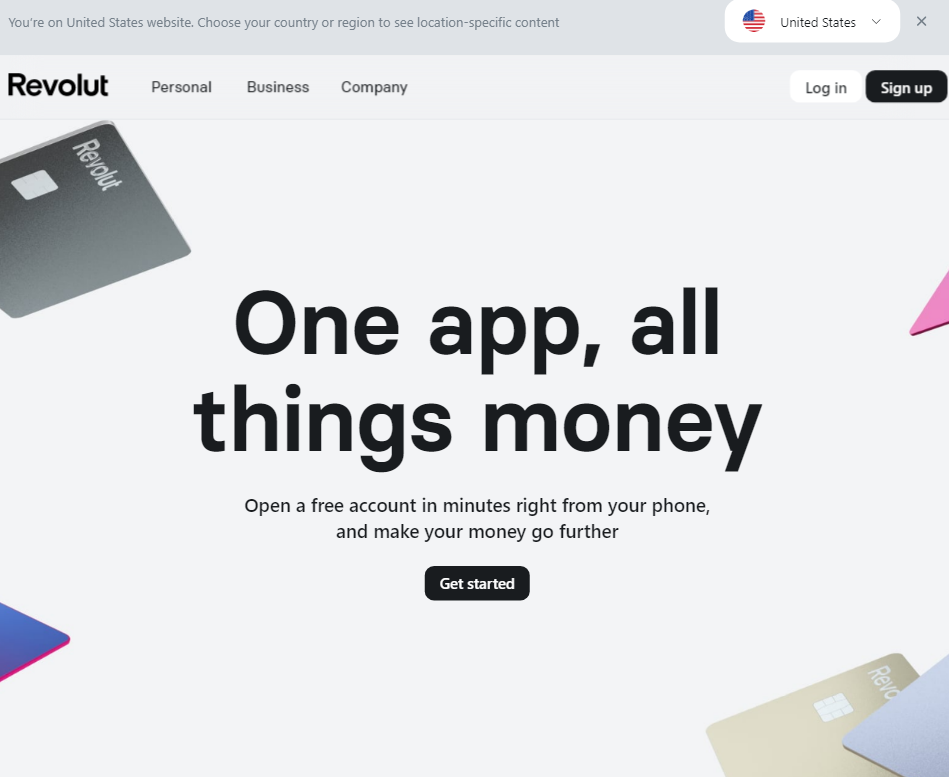 You're on United States website. Choose your country or region to see location-specific content
United States
Revolut
Personal
Business
Company
Log in
Sign up
Revolut
One app, all
things money
Open a free account in minutes right from your phone,
and make your money go further
Get started
Revo